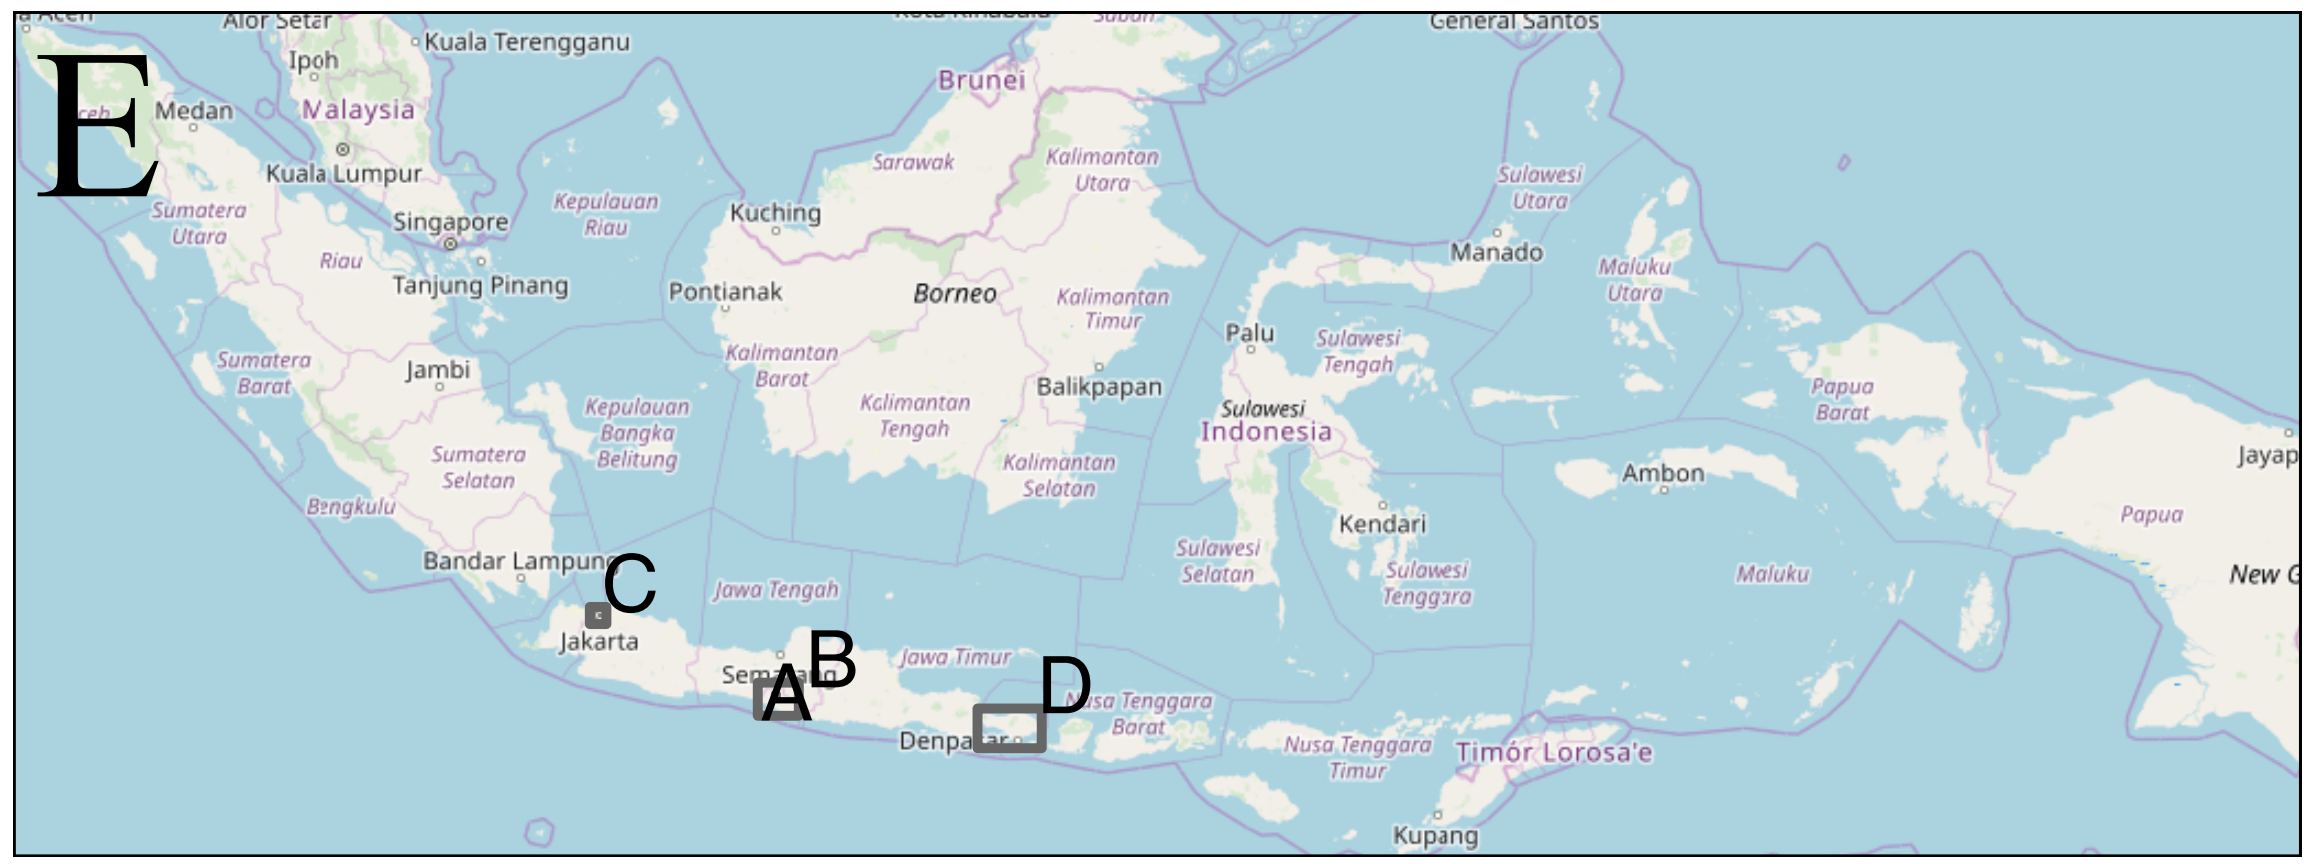 Alor Setar
General Santos
Kuala Terengganu
Ipoh
Brunei
E
Medan
Malaysia
Kuala Lumpur
Sarawak
Kalimantan
Utara
Sulawesi
Utara
Sumatera
Utara
Kepulauan
Riau
Kuching
Singapore
Manado
Riau
Tanjung Pinang
Pontianak
Borneo
Maluku
Utara
Kalimantan
Timur
Palu
Sulawesi
Tengah
Sumatera
Barat
Jambi
Kalimantan
Barat
Balikpapan
Papua
Barat
Kepulauan
Bangka
Belitung
Kalimantan
Tengah
Sulawesi
Indonesia
Sumatera
Selatan
Kalimantan
Selatan
Ambon
Jayap
Bengkulu
Kendari
Papua
Bandar Lampung
Sulawesi
Selatan
Sulawesi
Tenggara
Maluku
New G
C
Jawa Tengah
Jakarta
B
Semarang
A
Jawa Timur
D
Nusa Tenggara
Barat
Denpasar
Nusa Tenggara
Timur
Timór Lorosa'e
Kupang